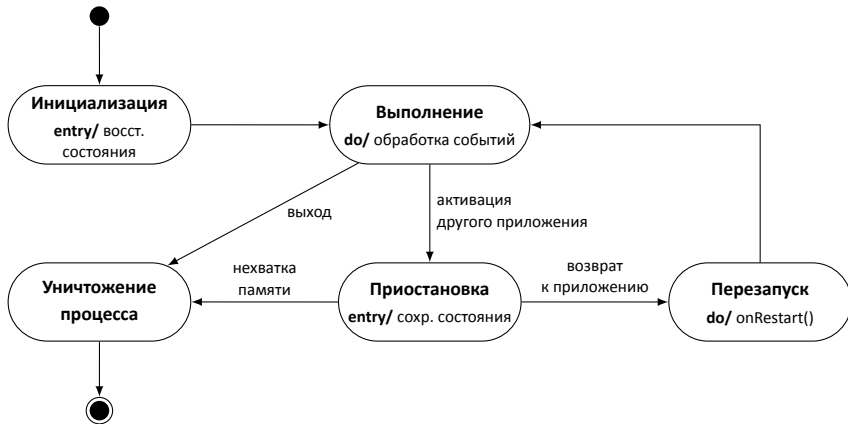 Инициализация
entry/ восст.
состояния
Выполнение
do/ обработка событий
выход
активация
другого приложения
Уничтожение
процесса
нехватка
памяти
Приостановка
entry/ сохр. состояния
возврат
к приложению
Перезапуск
do/ onRestart()